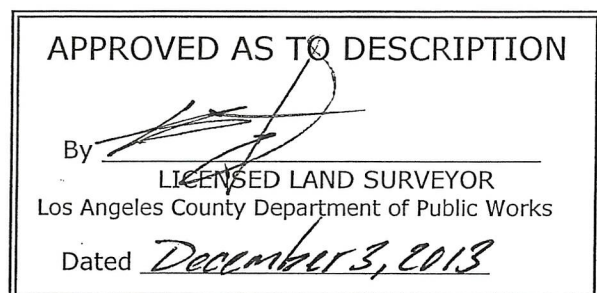 APPROVED AS TO DESCRIPTION
By
LICENSED LAND SURVEYOR
Los Angeles County Department of Public Works
Dated December 3, 2013